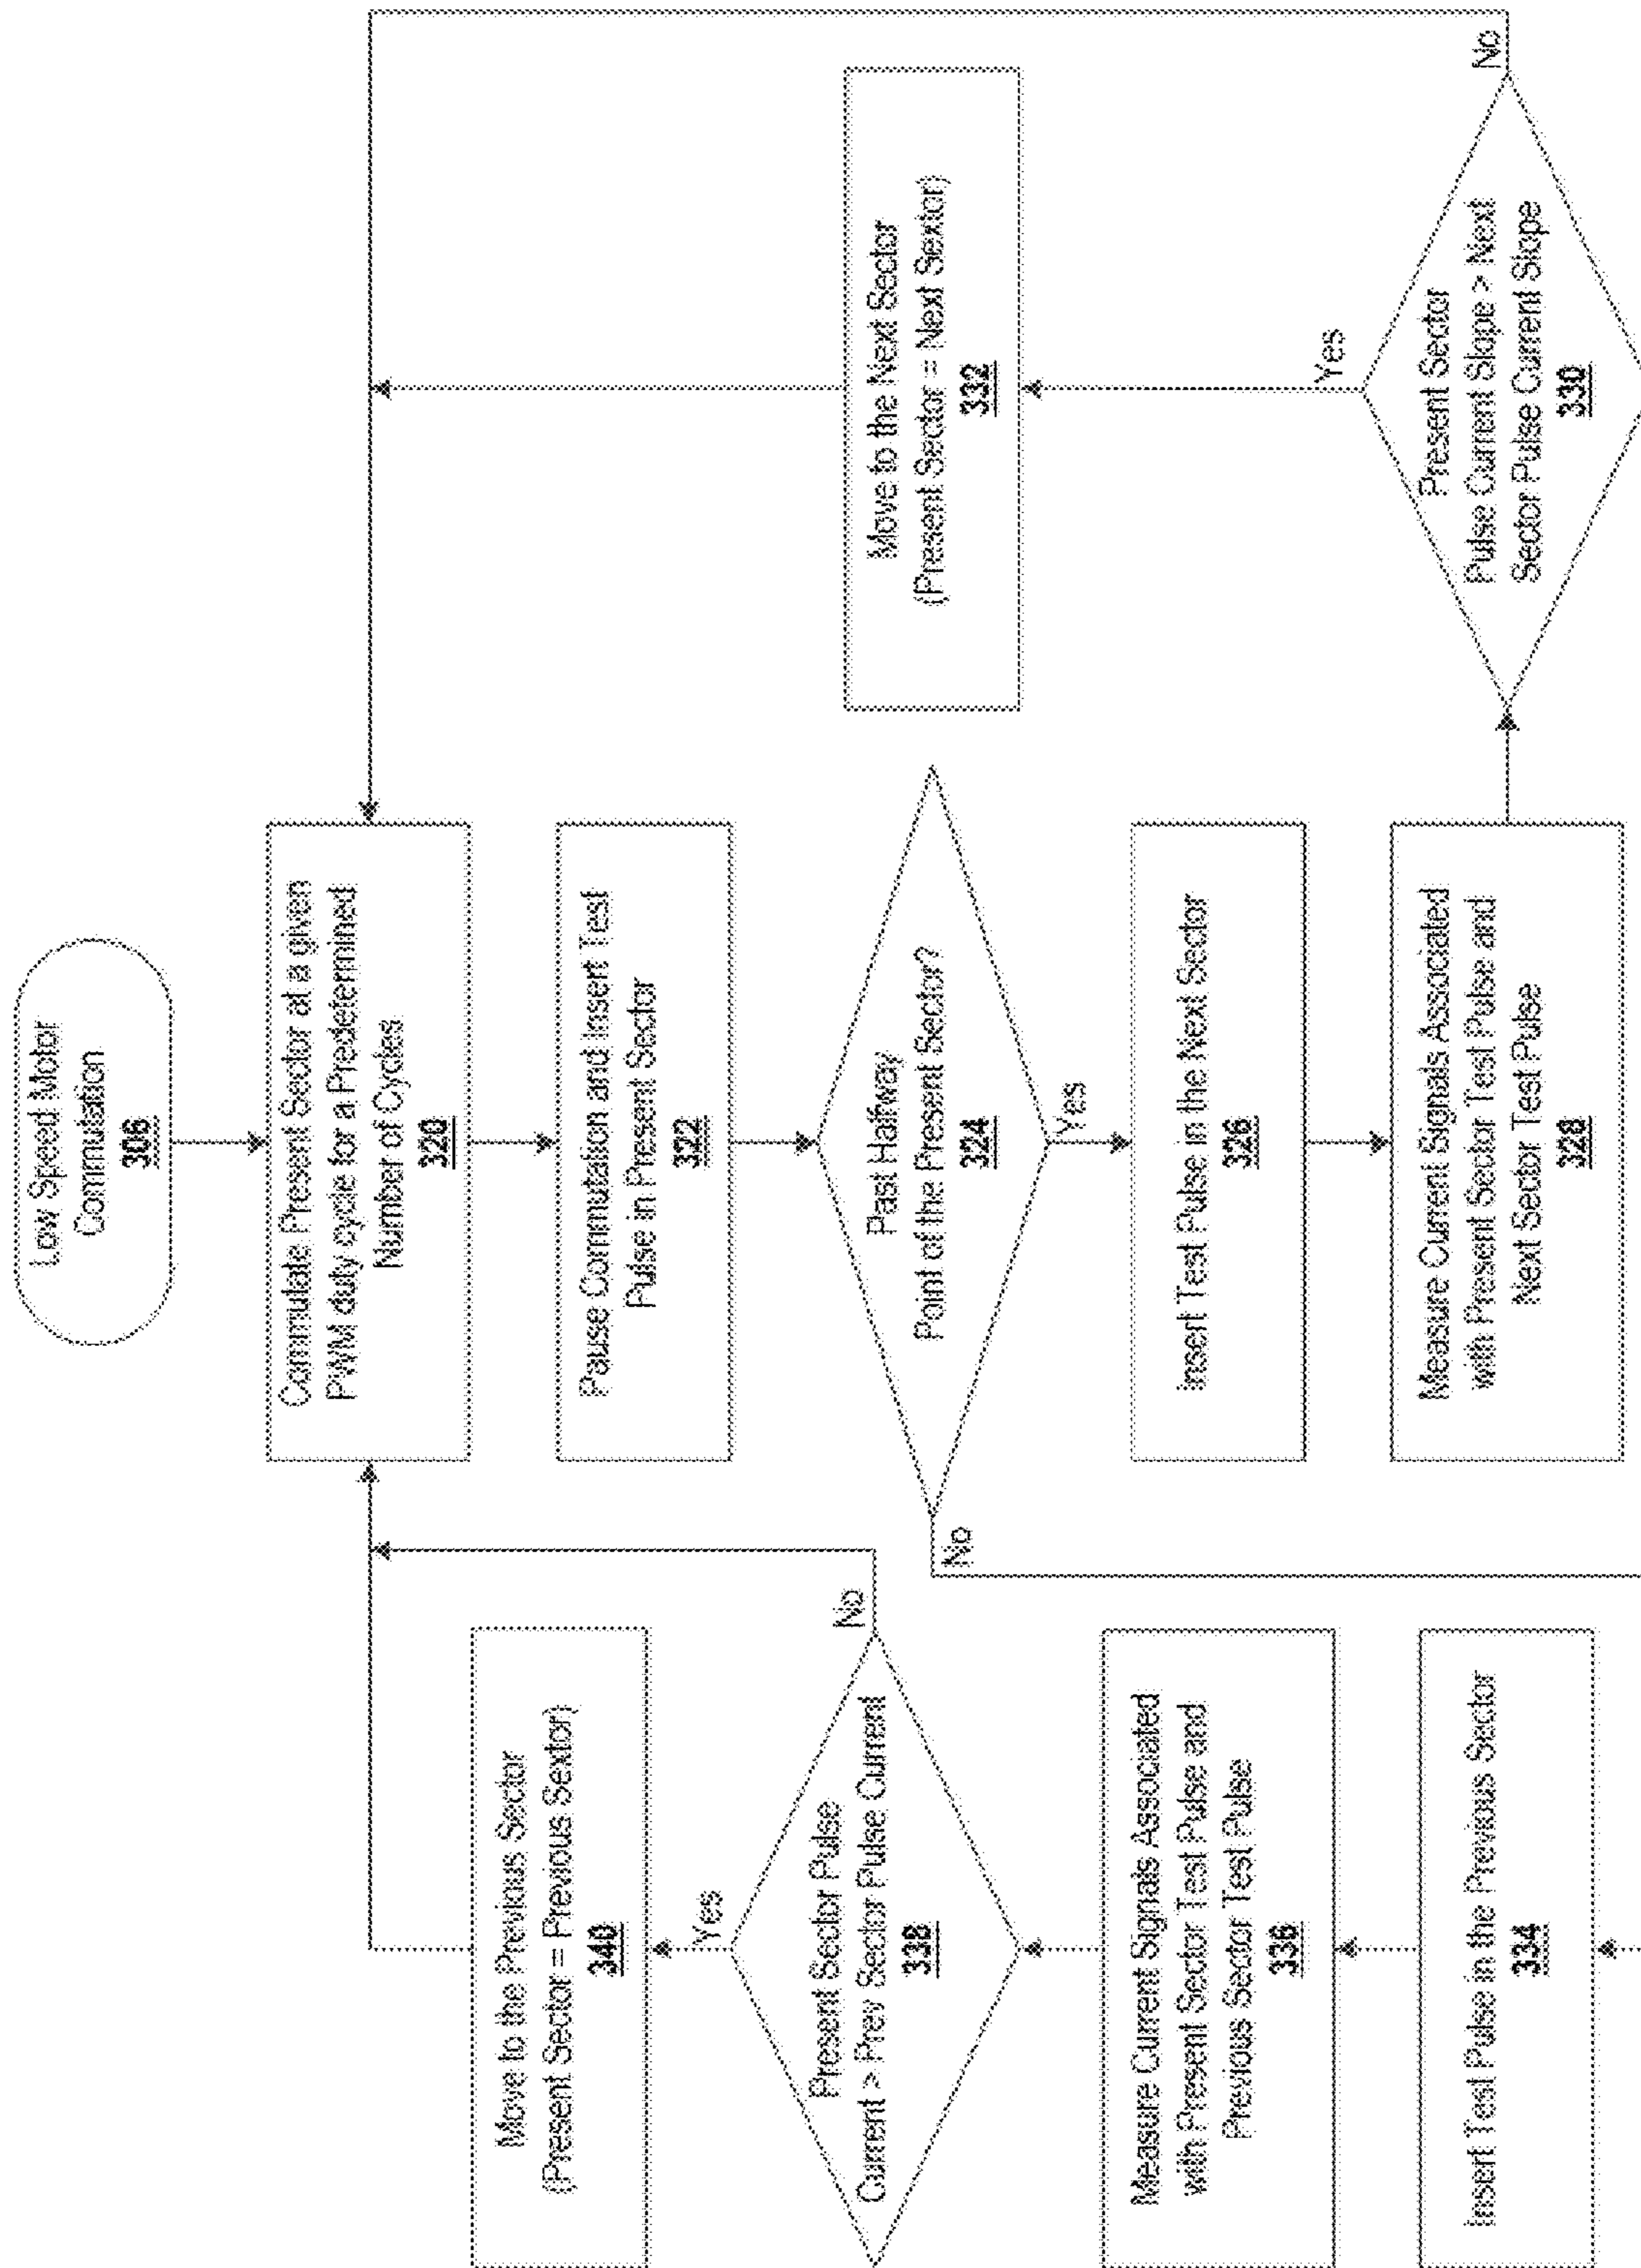 Low Speed Motor
Commutation
306
Commutate Present Sector at a given
PWM duty cycle for a Predetermined
Number of Cycles
320
Pause Commutation and Insert Test
Pulse in Present Sector
322
Past Halfway
Point of the Present Sector?
324
Yes
No
Insert Test Pulse in the Next Sector
326
Measure Current Signals Associated
with Present Sector Test Pulse and
Next Sector Test Pulse
328
Present Sector
Pulse Current Slope > Next
Sector Pulse Current Slope
330
Yes
No
Move to the Next Sector
(Present Sector = Next Sextor)
332
Insert Test Pulse in the Previous Sector
334
Measure Current Signals Associated
with Present Sector Test Pulse and
Previous Sector Test Pulse
336
Present Sector Pulse
Current > Prev Sector Pulse Current
338
Yes
No
Move to the Previous Sector
(Present Sector = Previous Sextor)
340